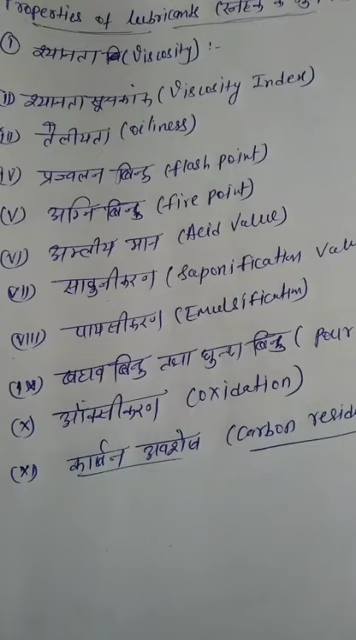 Properties of lubricants (स्नेहक के गु
(I) श्यानता (Viscosity) :-
(II) श्यानता सूचकांक (Viscosity Index)
(III) तैलीयता (oiliness)
(IV) प्रज्वलन बिन्दु (flash point)
(V) अग्नि बिन्दु (fire point)
(VI) अम्लीय मान (Acid Value)
(VII) साबुनीकरण (Saponification Valu
(VIII) पायसीकरण (Emulsification)
(IX) बहाव बिन्दु तथा धुन्ध बिन्दु (Pour
(X) ऑक्सीकरण (oxidation)
(XI) कार्बन अवशेष (Carbon resid